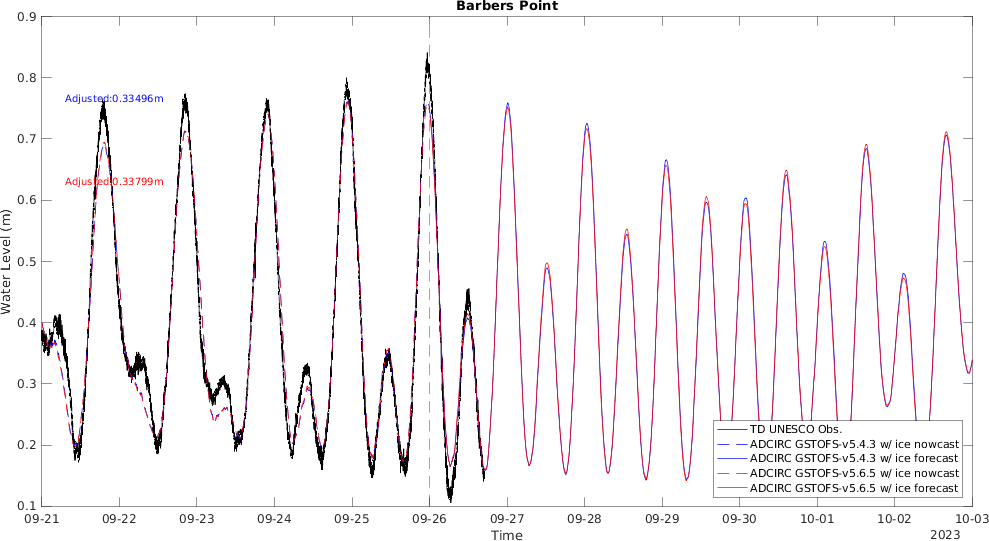 Barbers Point
0.9
0.8
0.7
0.6
0.5
0.4
0.3
0.2
0.1
Water Level (m)
Adjusted:0.33496m
Adjusted:0.33799m
TD UNESCO Obs.
ADCIRC GSTOFS-v5.4.3 w/ ice nowcast
ADCIRC GSTOFS-v5.4.3 w/ ice forecast
ADCIRC GSTOFS-v5.6.5 w/ ice nowcast
ADCIRC GSTOFS-v5.6.5 w/ ice forecast
09-21 09-22 09-23 09-24 09-25 09-26 09-27 09-28 09-29 09-30 10-01 10-02 10-03
Time
2023